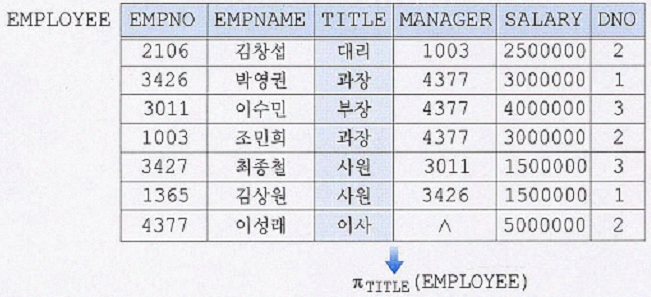 EMPLOYEE EMPNO EMPNAME TITLE MANAGER SALARY DNO
2106 김창섭 대리 1003 2500000 2
3426 박영권 과장 4377 3000000 1
3011 이수민 부장 4377 4000000 3
1003 조민희 과장 4377 3000000 2
3427 최종철 사원 3011 1500000 3
1365 김상원 사원 3426 1500000 1
4377 이성래 이사 ∧ 5000000 2
πTITLE(EMPLOYEE)